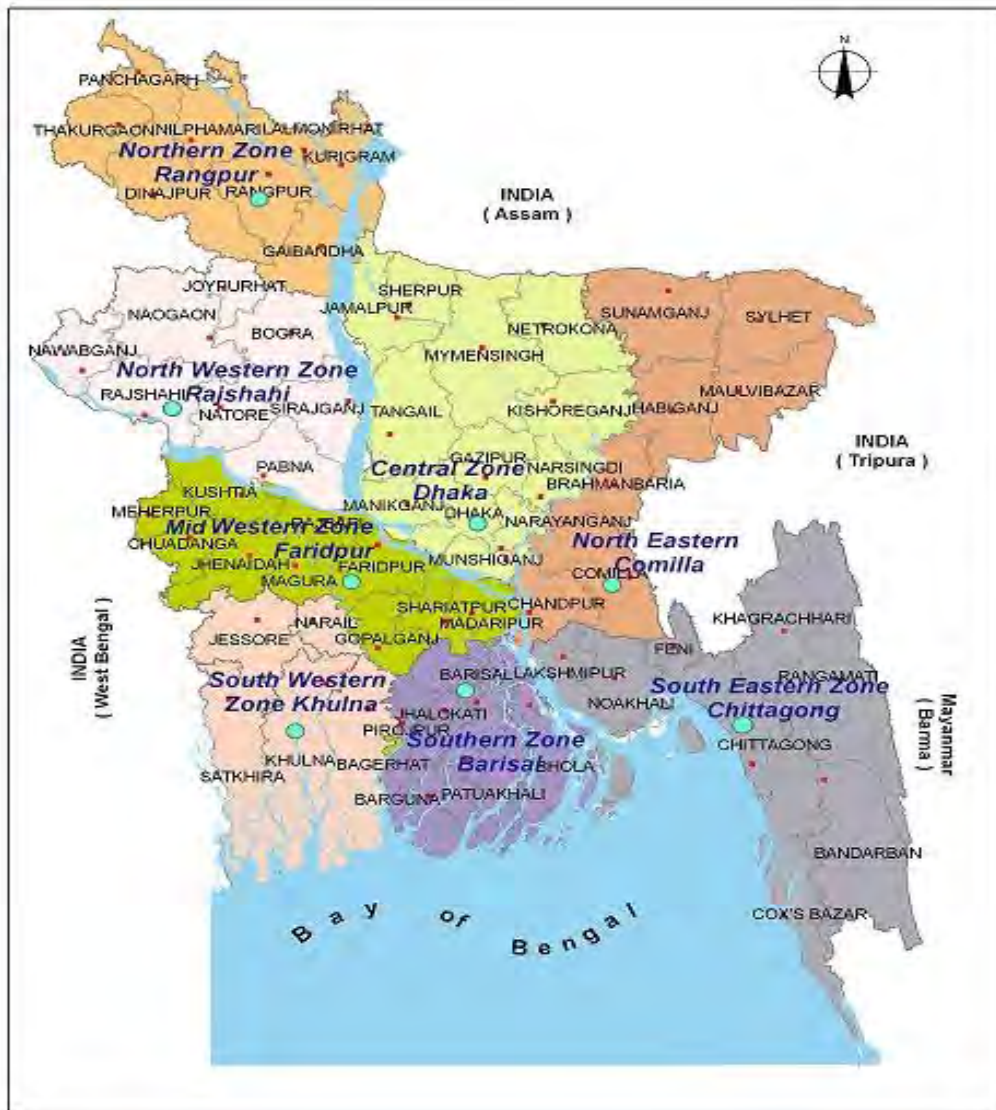 N
PANCHAGARH
THAKURGAON NILPHAMARI LALMONIRHAT
Northern Zone
Rangpur
KURIGRAM
DINAJPUR RANGPUR
GAIBANDHA
INDIA
( Assam )
JOYPURHAT
SHERPUR
JAMALPUR
NAOGAON
BOGRA
NETROKONA
SUNAMGANJ
SYLHET
NAWABGANJ
MYMENSINGH
North Western Zone
Rajshahi
RAJSHAHI
NATORE
SIRAJGANJ
TANGAIL
KISHOREGANJ
HABIGANJ
MAULVIBAZAR
INDIA
( Tripura )
PABNA
GAZIPUR
Central Zone
Dhaka
NARSINGDI
BRAHMANBARIA
KUSHTIA
MANIKGANJ
DHAKA
NARAYANGANJ
MEHERPUR
Mid Western Zone
Faridpur
CHUADANGA
JHENAIDAH
MAGURA
FARIDPUR
MUNSHIGANJ
North Eastern
Comilla
COMILLA
SHARIATPUR
CHANDPUR
MADARIPUR
KHAGRACHHARI
JESSORE
NARAIL
GOPALGANJ
FENI
INDIA
( West Bengal )
South Western
Zone Khulna
BARISAL
LAKSHMIPUR
RANGAMATI
NOAKHALI
South Eastern Zone
Chittagong
JHALOKATI
PIROJPUR
Southern Zone
Barisal
BHOLA
CHITTAGONG
Mayanmar
( Barma )
KHULNA
BAGERHAT
SATKHIRA
BARGUNA
PATUAKHALI
BANDARBAN
COX'S BAZAR
Bay of Bengal